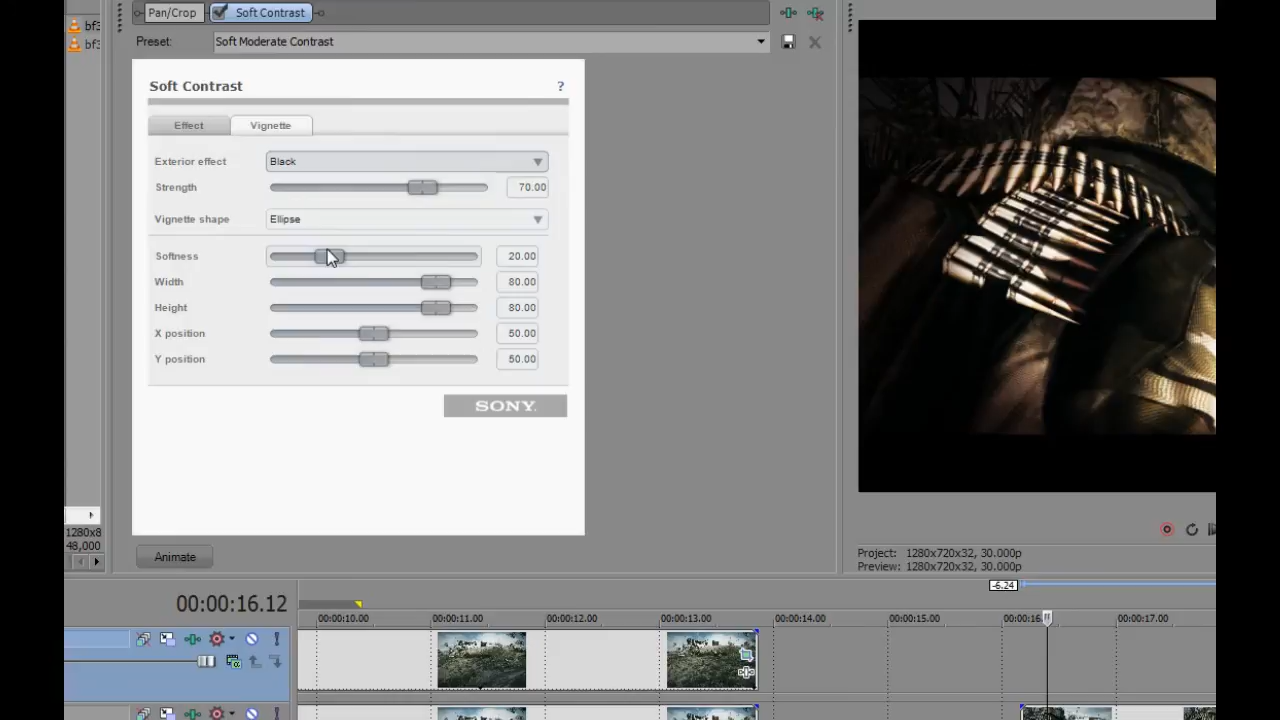 Pan/Crop Soft Contrast
bf3
bf3
Preset: Soft Moderate Contrast
Soft Contrast ?
Effect Vignette
Exterior effect Black
Strength 70.00
Vignette shape Ellipse
Softness 20.00
Width 80.00
Height 80.00
X position 50.00
Y position 50.00
SONY
1280x8
48,000
Animate
Project: 1280x720x32, 30.000p
Preview: 1280x720x32, 30.000p
-6.24
00:00:16.12
00:00:10.00 00:00:11.00 00:00:12.00 00:00:13.00 00:00:14.00 00:00:15.00 00:00:16. 00:00:17.00